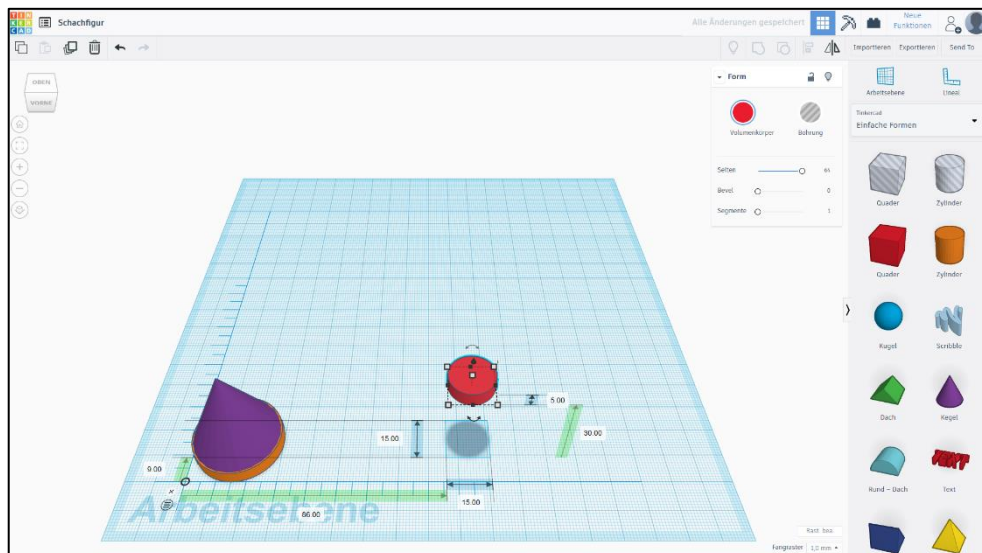 TIN
KER
CAD
Schachfigur
Alle Änderungen gespeichert
Neue
Funktionen
Importieren Exportieren Send To
OBEN
VORNE
Form
Volumenkörper Bohrung
Seiten
Bevel 0
Segmente 1
Arbeitsebene Lineal
Tinkercad
Einfache Formen
Quader Zylinder
Quader Zylinder
Kugel Scribble
Dach Kegel
Rund – Dach Text
TEXT
5.00
15.00
30.00
9.00
15.00
86.00
Arbeitsebene
Fangraster 1,0 mm